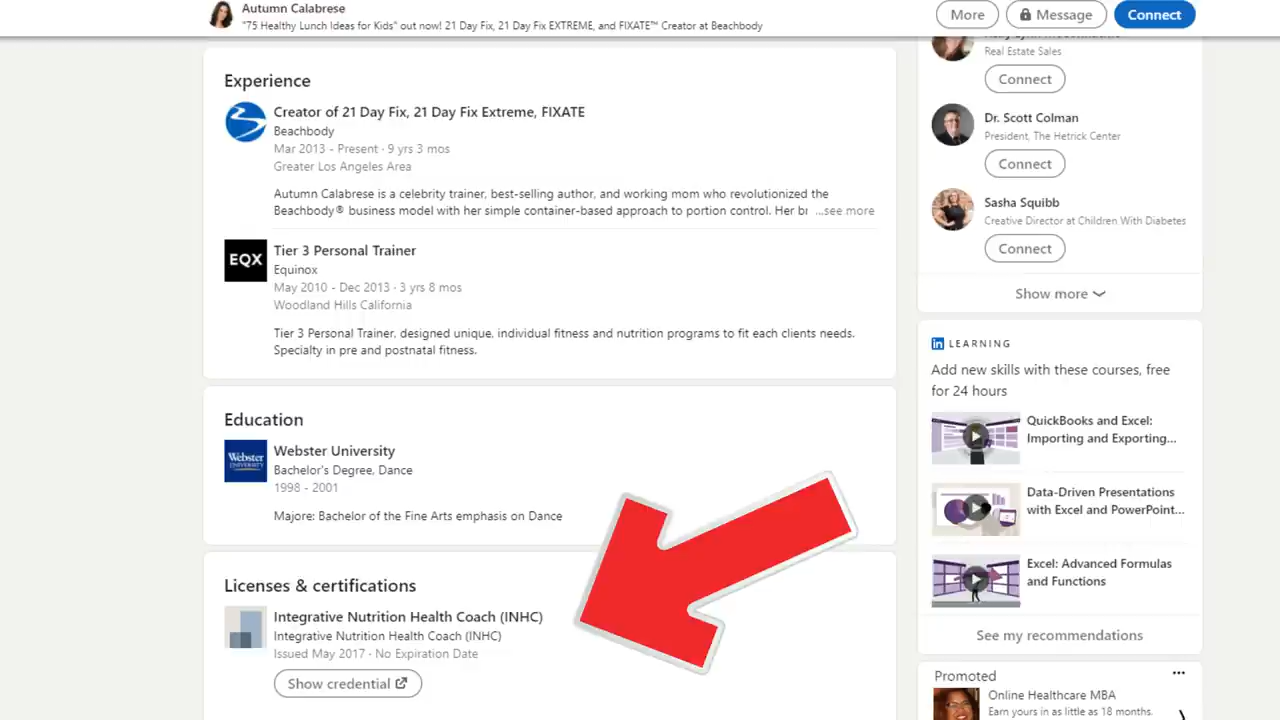 Autumn Calabrese
"75 Healthy Lunch Ideas for Kids" out now! 21 Day Fix, 21 Day Fix EXTREME, and FIXATE™ Creator at Beachbody
More
Message
Connect
Experience
Creator of 21 Day Fix, 21 Day Fix Extreme, FIXATE
Beachbody
Mar 2013 - Present · 9 yrs 3 mos
Greater Los Angeles Area
Autumn Calabrese is a celebrity trainer, best-selling author, and working mom who revolutionized the
Beachbody® business model with her simple container-based approach to portion control. Her br ...see more
EQX
Tier 3 Personal Trainer
Equinox
May 2010 - Dec 2013 · 3 yrs 8 mos
Woodland Hills California
Tier 3 Personal Trainer, designed unique, individual fitness and nutrition programs to fit each clients needs.
Specialty in pre and postnatal fitness.
Education
Webster
UNIVERSITY
Webster University
Bachelor's Degree, Dance
1998 - 2001
Majore: Bachelor of the Fine Arts emphasis on Dance
Licenses & certifications
Integrative Nutrition Health Coach (INHC)
Integrative Nutrition Health Coach (INHC)
Issued May 2017 · No Expiration Date
Show credential
Real Estate Sales
Connect
Dr. Scott Colman
President, The Hetrick Center
Connect
Sasha Squibb
Creative Director at Children With Diabetes
Connect
Show more
in LEARNING
Add new skills with these courses, free
for 24 hours
QuickBooks and Excel:
Importing and Exporting...
Data-Driven Presentations
with Excel and PowerPoint...
Excel: Advanced Formulas
and Functions
See my recommendations
Promoted
Online Healthcare MBA
Earn yours in as little as 18 months.